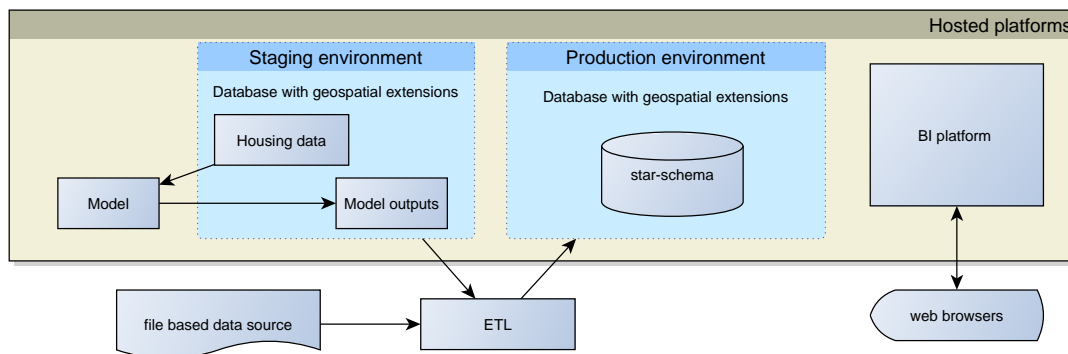 Hosted platforms
Staging environment
Production environment
Database with geospatial extensions
Database with geospatial extensions
Housing data
BI platform
star-schema
Model
Model outputs
file based data source
ETL
web browsers